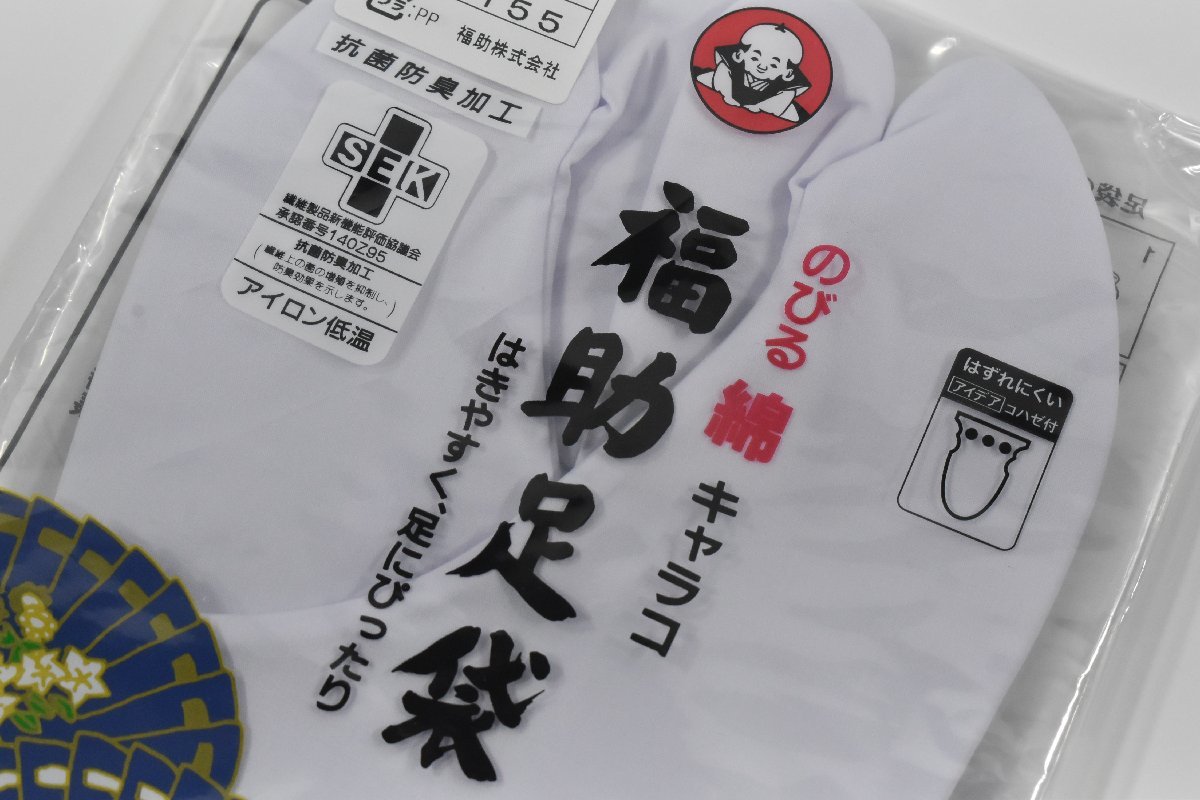 155
プラ:PP
福助株式会社
抗菌防臭加工
SEK
繊維製品新機能評価協議会
承認番号140Z95
抗菌防臭加工
(繊維上の菌の増殖を抑制し、
防臭効果を示します。)
アイロン低温
福助足袋
のびる綿キャラコ
はきやすく、足にぴったり
はずれにくい
アイデア コハゼ付